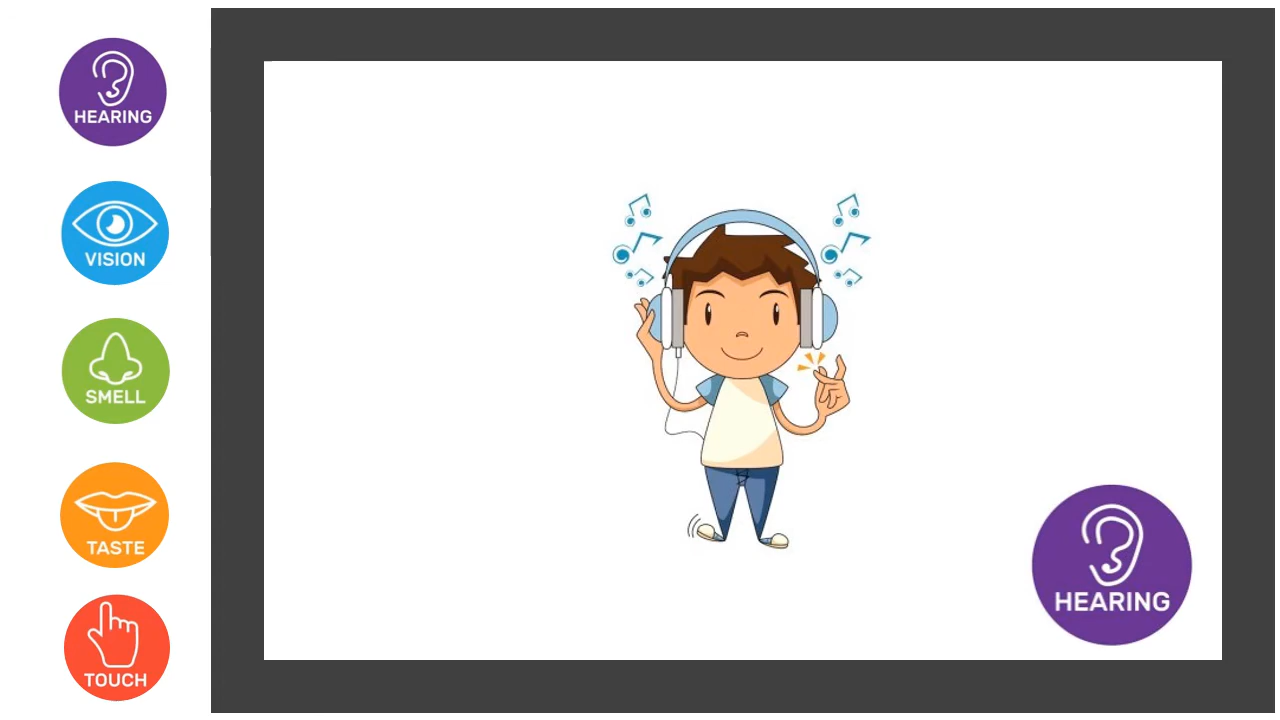 HEARING
VISION
SMELL
TASTE
TOUCH
HEARING